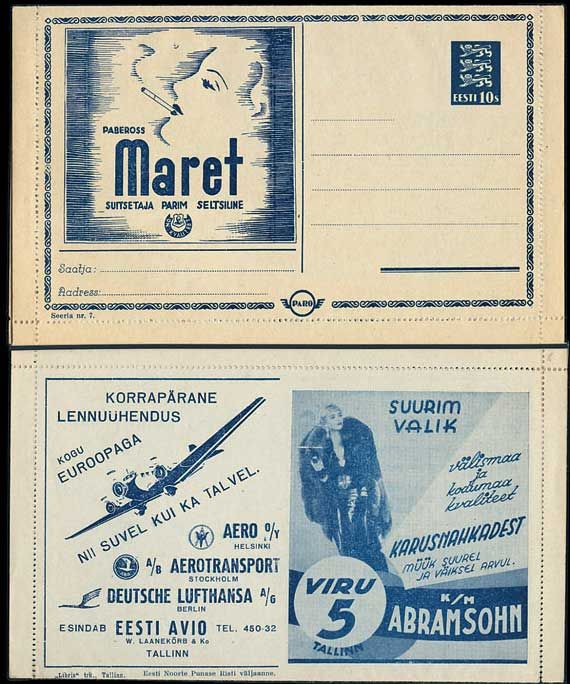 PABEROSS
Maret
SUITSETAJA PARIM SELTSILINE
EESTI 10s
Saatja:
Aadress:
PARO
Seeria nr. 7.
KORRAPÄRANE
LENNUÜHENDUS
KOGU
EUROOPAGA
NII SUVEL KUI KA TALVEL.
AERO O/Y
HELSINKI
A/B AEROTRANSPORT
STOCKHOLM
DEUTSCHE LUFTHANSA A/G
BERLIN
ESINDAB EESTI AVIO TEL. 450-32
W. LAANEKÕRB & Ko
TALLINN
SUURIM
VALIK
välismaa
ja
kodumaa
kvaliteet
KARUSNAHKADEST
MÜÜK SUUREL
JA VÄIKSEL ARVUL.
VIRU
5
TALLINN
K/M
ABRAMSOHN
„Libris" trk., Tallinn. Eesti Noorte Punase Risti väljaanne.